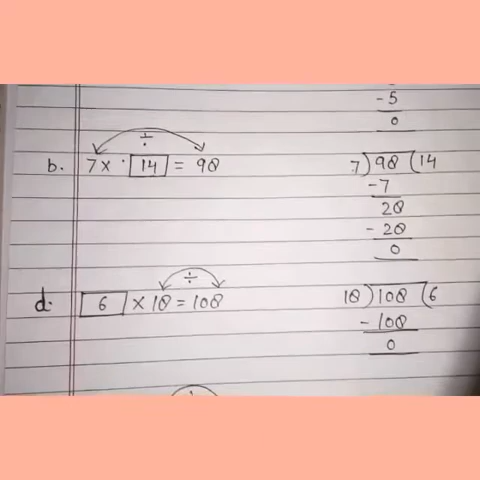 - 5
0
b. 7 x · 14 = 98
÷
7) 98 (14
-7
28
- 28
0
d. 6 × 18 = 108
÷
18) 108 (6
- 108
0